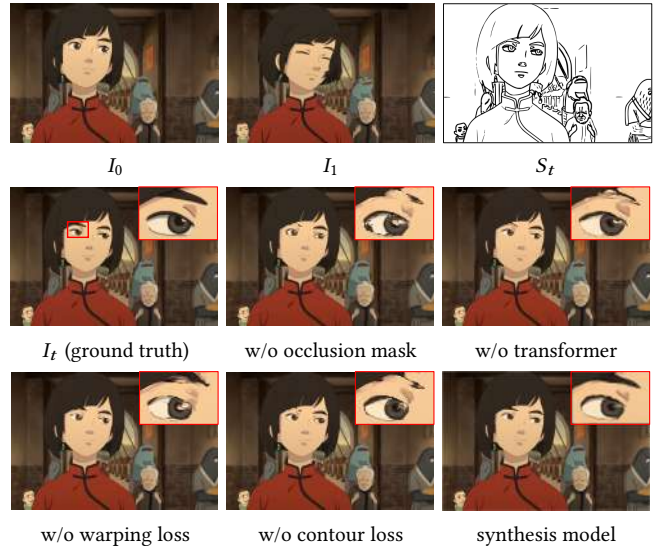 I₀ I₁ Sₜ
Iₜ (ground truth) w/o occlusion mask w/o transformer
w/o warping loss w/o contour loss synthesis model